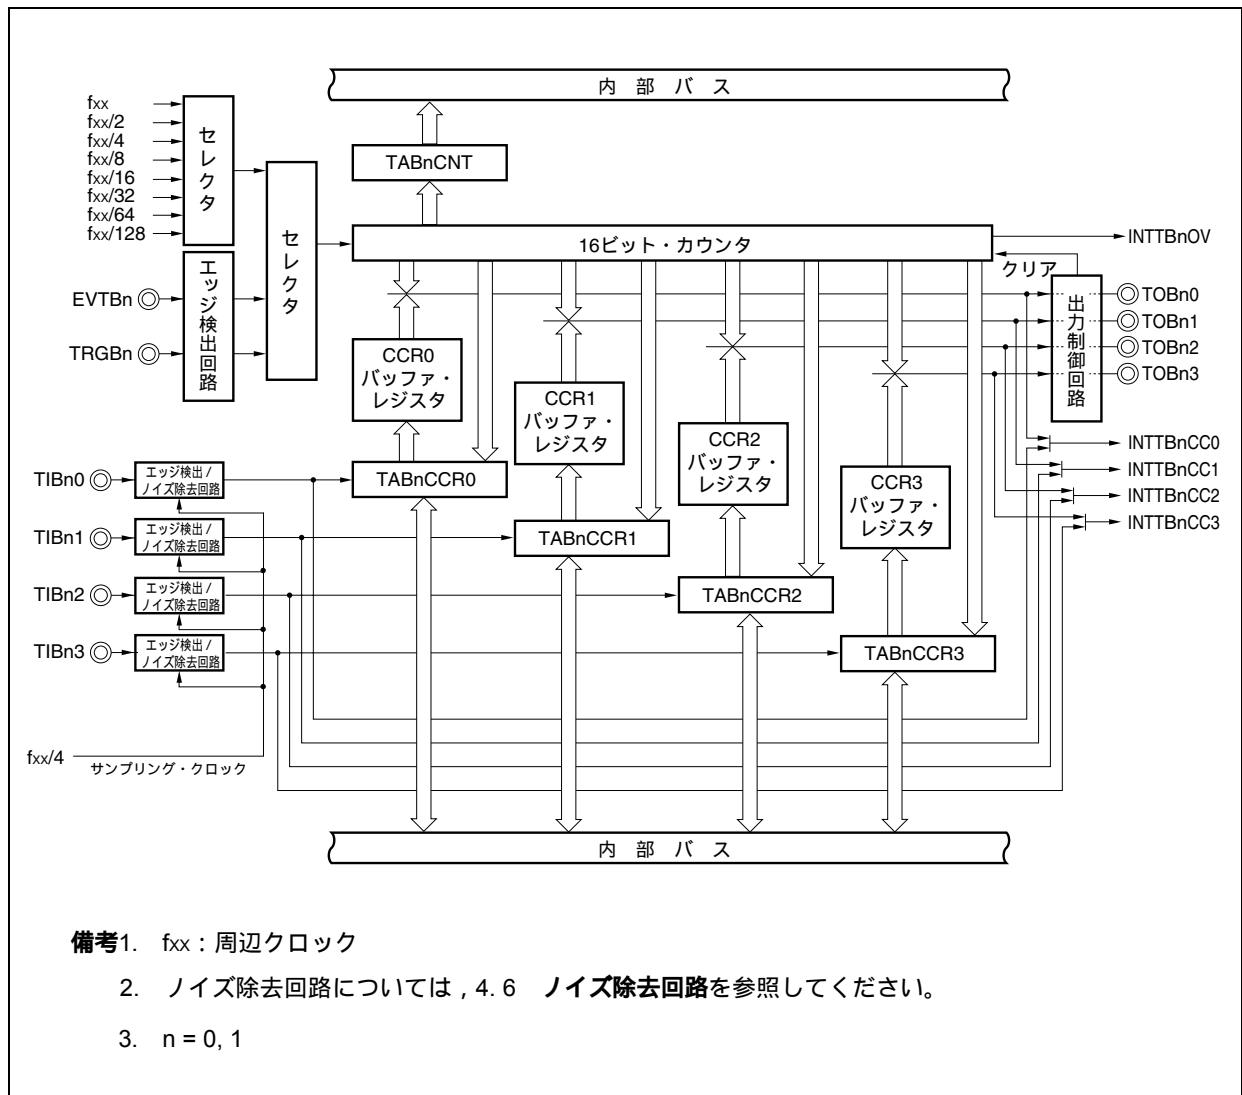 内 部 バ ス
fxx
fxx/2
fxx/4
fxx/8
fxx/16
fxx/32
fxx/64
fxx/128
セレクタ
セレクタ
TABnCNT
16ビット・カウンタ
INTTBnOV
クリア
EVTBn
TRGBn
エッジ検出回路
出力制御回路
TOBn0
TOBn1
TOBn2
TOBn3
CCR0
バッファ・
レジスタ
CCR1
バッファ・
レジスタ
CCR2
バッファ・
レジスタ
CCR3
バッファ・
レジスタ
INTTBnCC0
INTTBnCC1
INTTBnCC2
INTTBnCC3
TIBn0
エッジ検出/
ノイズ除去回路
TABnCCR0
TIBn1
エッジ検出/
ノイズ除去回路
TABnCCR1
TIBn2
エッジ検出/
ノイズ除去回路
TABnCCR2
TIBn3
エッジ検出/
ノイズ除去回路
TABnCCR3
fxx/4
サンプリング・クロック
内 部 バ ス
備考1. fxx:周辺クロック
2. ノイズ除去回路については,4. 6 ノイズ除去回路を参照してください。
3. n = 0, 1